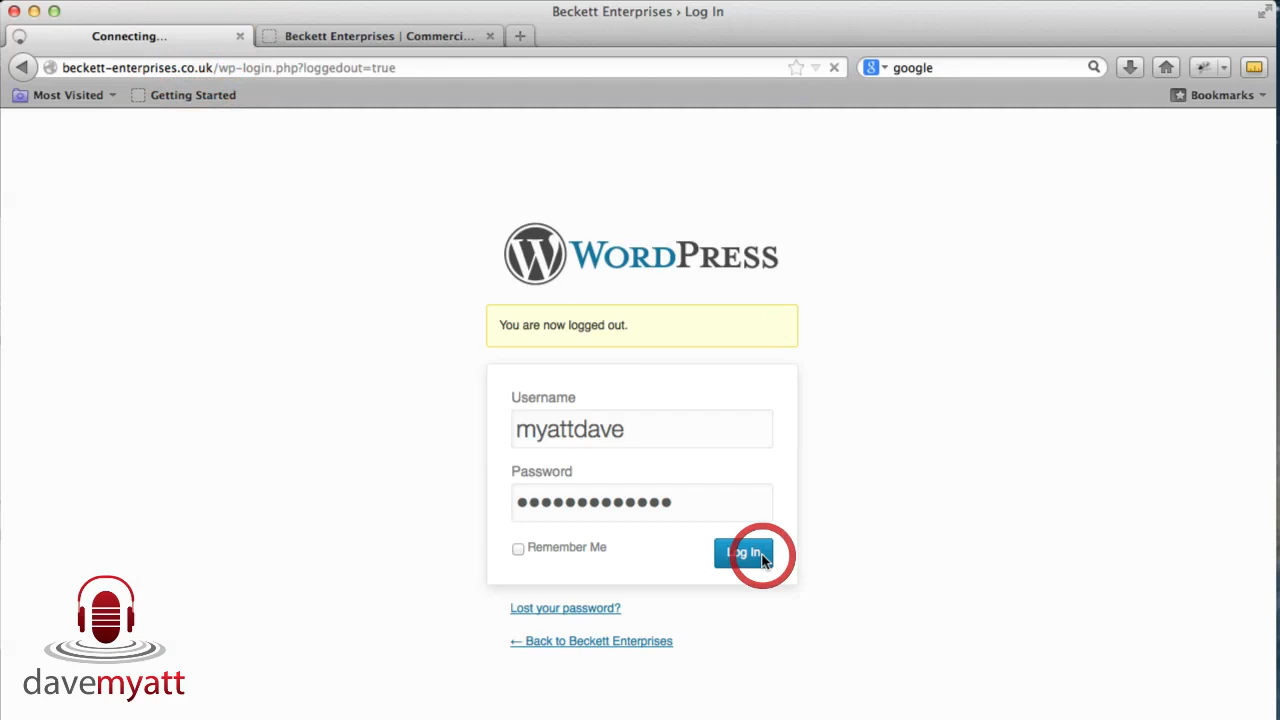 Beckett Enterprises › Log In
Connecting...
Beckett Enterprises | Commerci...
beckett-enterprises.co.uk/wp-login.php?loggedout=true
google
Most Visited
Getting Started
Bookmarks
WORDPRESS
You are now logged out.
Username
myattdave
Password
Remember Me
Log In
Lost your password?
← Back to Beckett Enterprises
davemyatt